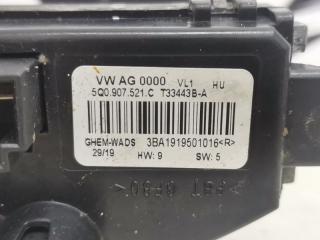 VW AG 0000 VL1 HU
5Q0.907.521.C T33443B-A
GHEM-WADS 3BA1919501016<R>
29/19 HW: 9 SW: 5